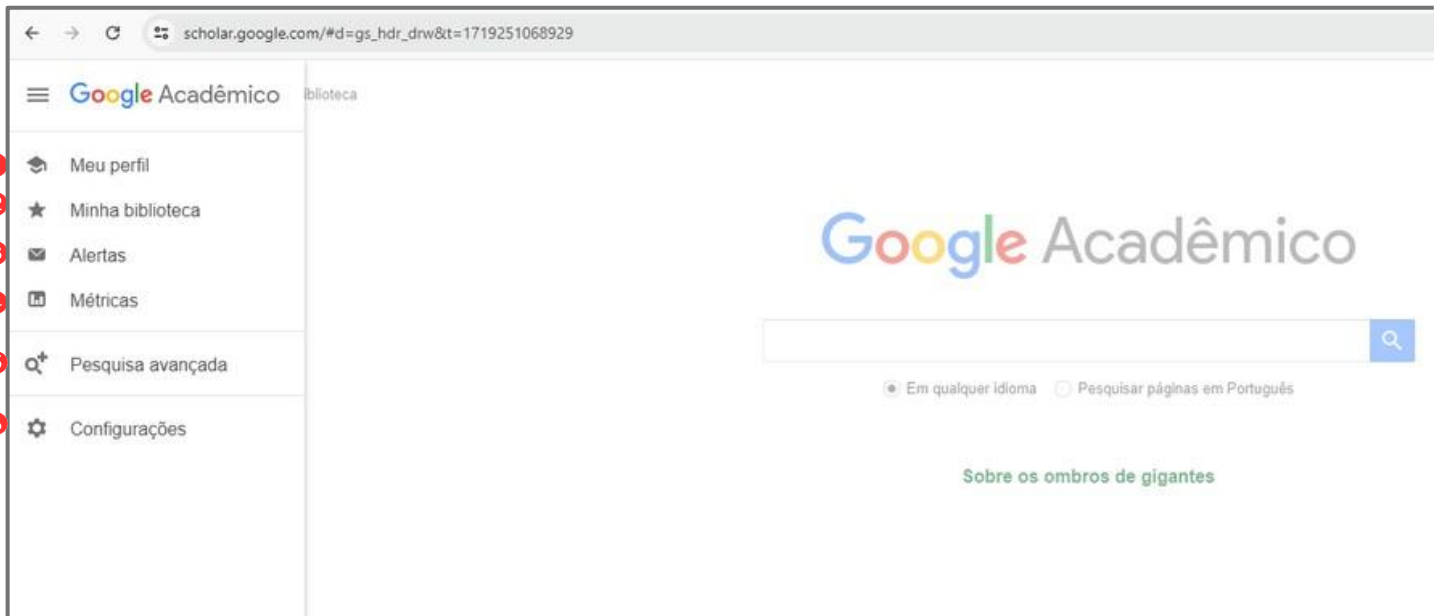 scholar.google.com/#d=gs_hdr_drw&t=1719251068929
Google Acadêmico
Meu perfil
Minha biblioteca
Alertas
Métricas
Pesquisa avançada
Configurações
Google Acadêmico
Em qualquer idioma Pesquisar páginas em Português
Sobre os ombros de gigantes